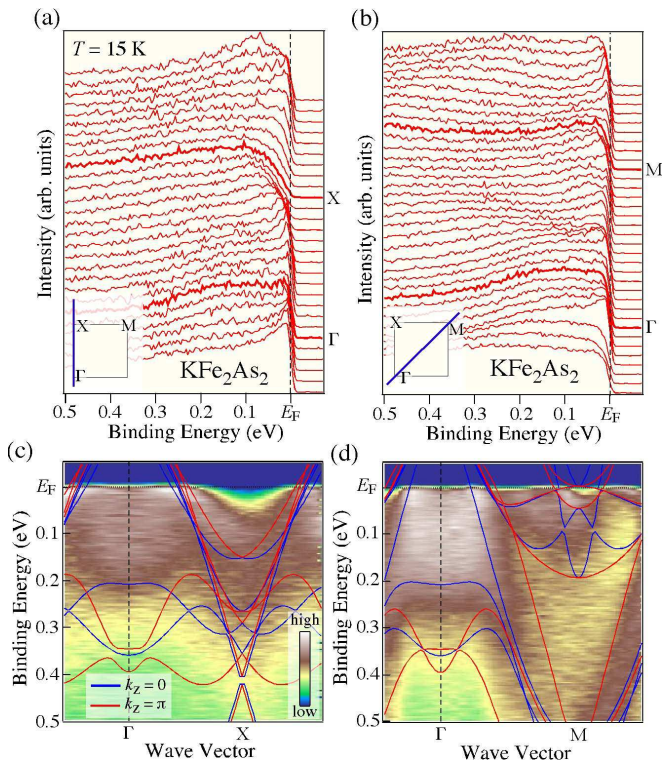 (a)
T = 15 K
Intensity (arb. units)
X
Γ
X
M
Γ
KFe2As2
0.5 0.4 0.3 0.2 0.1 EF
Binding Energy (eV)
(b)
Intensity (arb. units)
M
Γ
X
M
Γ
KFe2As2
0.5 0.4 0.3 0.2 0.1 EF
Binding Energy (eV)
(c)
EF
0.1
0.2
0.3
0.4
0.5
Binding Energy (eV)
high
low
kz = 0
kz = π
Γ X
Wave Vector
(d)
EF
0.1
0.2
0.3
0.4
0.5
Binding Energy (eV)
Γ M
Wave Vector